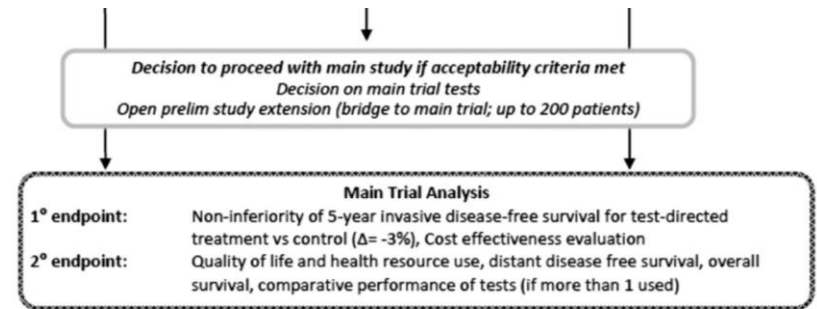 Decision to proceed with main study if acceptability criteria met
Decision on main trial tests
Open prelim study extension (bridge to main trial; up to 200 patients)
Main Trial Analysis
1° endpoint: Non-inferiority of 5-year invasive disease-free survival for test-directed
treatment vs control (Δ= -3%), Cost effectiveness evaluation
2° endpoint: Quality of life and health resource use, distant disease free survival, overall
survival, comparative performance of tests (if more than 1 used)